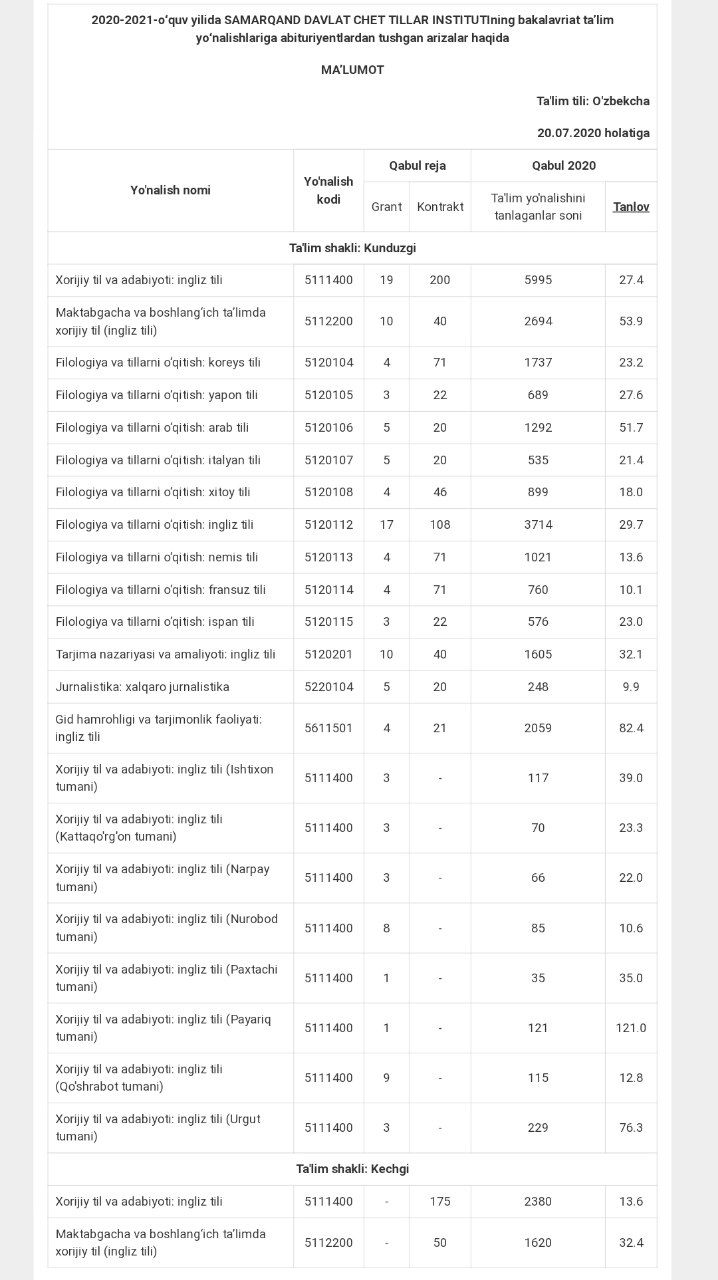 2020-2021-o‘quv yilida SAMARQAND DAVLAT CHET TILLAR INSTITUTIning bakalavriat ta’lim
yo‘nalishlariga abituriyentlardan tushgan arizalar haqida
MA’LUMOT
Ta'lim tili: O'zbekcha
20.07.2020 holatiga
Yo'nalish nomi
Yo'nalish
kodi
Qabul reja
Qabul 2020
Grant
Kontrakt
Ta'lim yo'nalishini
tanlaganlar soni
Tanlov
Ta'lim shakli: Kunduzgi
Xorijiy til va adabiyoti: ingliz tili 5111400 19 200 5995 27.4
Maktabgacha va boshlang‘ich ta’limda
xorijiy til (ingliz tili) 5112200 10 40 2694 53.9
Filologiya va tillarni o‘qitish: koreys tili 5120104 4 71 1737 23.2
Filologiya va tillarni o‘qitish: yapon tili 5120105 3 22 689 27.6
Filologiya va tillarni o‘qitish: arab tili 5120106 5 20 1292 51.7
Filologiya va tillarni o‘qitish: italyan tili 5120107 5 20 535 21.4
Filologiya va tillarni o‘qitish: xitoy tili 5120108 4 46 899 18.0
Filologiya va tillarni o‘qitish: ingliz tili 5120112 17 108 3714 29.7
Filologiya va tillarni o‘qitish: nemis tili 5120113 4 71 1021 13.6
Filologiya va tillarni o‘qitish: fransuz tili 5120114 4 71 760 10.1
Filologiya va tillarni o‘qitish: ispan tili 5120115 3 22 576 23.0
Tarjima nazariyasi va amaliyoti: ingliz tili 5120201 10 40 1605 32.1
Jurnalistika: xalqaro jurnalistika 5220104 5 20 248 9.9
Gid hamrohligi va tarjimonlik faoliyati:
ingliz tili 5611501 4 21 2059 82.4
Xorijiy til va adabiyoti: ingliz tili (Ishtixon
tumani) 5111400 3 - 117 39.0
Xorijiy til va adabiyoti: ingliz tili
(Kattaqo‘rg‘on tumani) 5111400 3 - 70 23.3
Xorijiy til va adabiyoti: ingliz tili (Narpay
tumani) 5111400 3 - 66 22.0
Xorijiy til va adabiyoti: ingliz tili (Nurobod
tumani) 5111400 8 - 85 10.6
Xorijiy til va adabiyoti: ingliz tili (Paxtachi
tumani) 5111400 1 - 35 35.0
Xorijiy til va adabiyoti: ingliz tili (Payariq
tumani) 5111400 1 - 121 121.0
Xorijiy til va adabiyoti: ingliz tili
(Qo‘shrabot tumani) 5111400 9 - 115 12.8
Xorijiy til va adabiyoti: ingliz tili (Urgut
tumani) 5111400 3 - 229 76.3
Ta'lim shakli: Kechgi
Xorijiy til va adabiyoti: ingliz tili 5111400 - 175 2380 13.6
Maktabgacha va boshlang‘ich ta’limda
xorijiy til (ingliz tili) 5112200 - 50 1620 32.4